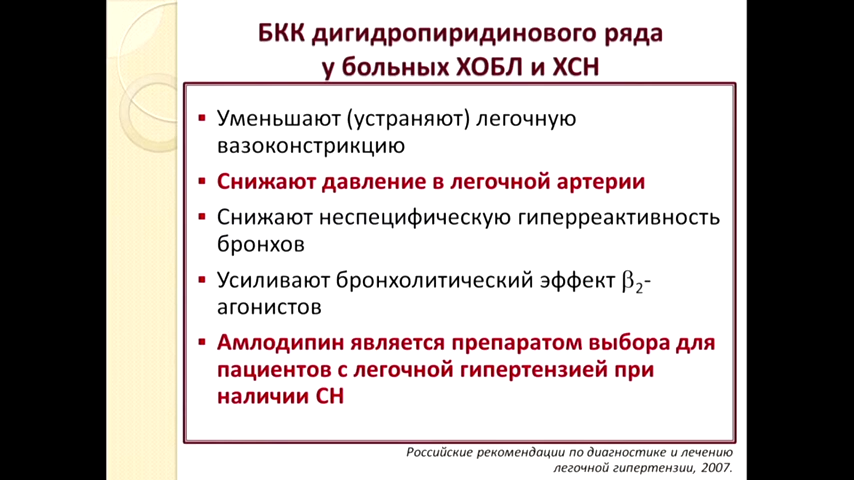 БКК дигидропиридинового ряда
у больных ХОБЛ и ХСН
▪ Уменьшают (устраняют) легочную
вазоконстрикцию
▪ Снижают давление в легочной артерии
▪ Снижают неспецифическую гиперреактивность
бронхов
▪ Усиливают бронхолитический эффект β2-
агонистов
▪ Амлодипин является препаратом выбора для
пациентов с легочной гипертензией при
наличии СН
Российские рекомендации по диагностике и лечению
легочной гипертензии, 2007.